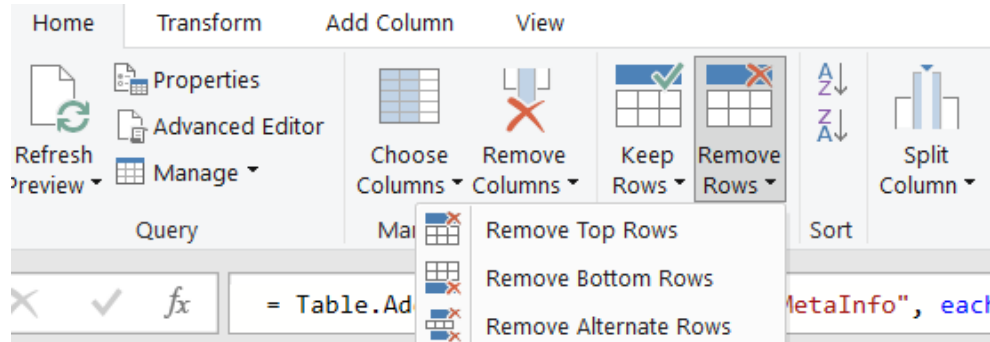 Home Transform Add Column View
Properties
Advanced Editor
Manage
Refresh
Preview
Choose
Columns
Remove
Columns
Keep
Rows
Remove
Rows
A
Z
Z
A
Split
Column
Query
Sort
Remove Top Rows
Remove Bottom Rows
Remove Alternate Rows
fx
= Table.Ad MetaInfo", each